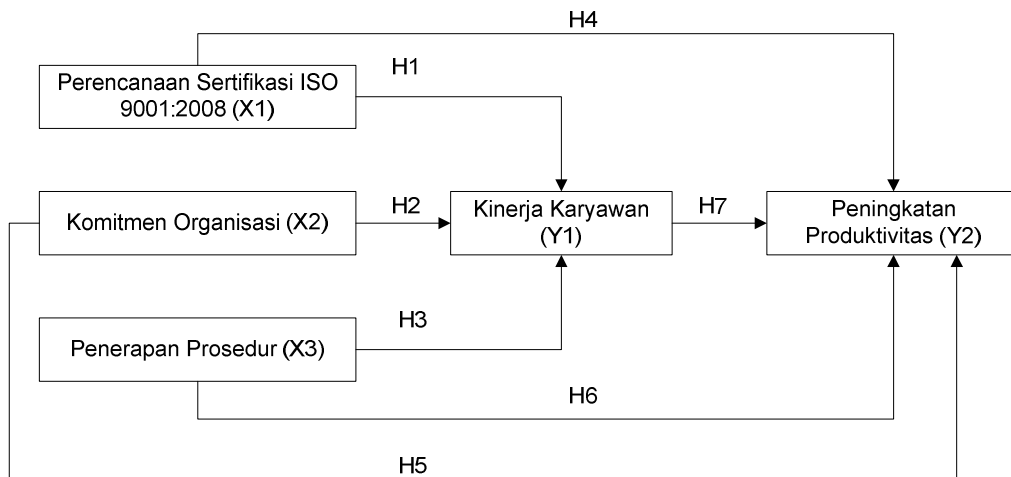 H4
Perencanaan Sertifikasi ISO
9001:2008 (X1)
H1
Komitmen Organisasi (X2)
H2
Kinerja Karyawan
(Y1)
H7
Peningkatan
Produktivitas (Y2)
Penerapan Prosedur (X3)
H3
H6
H5